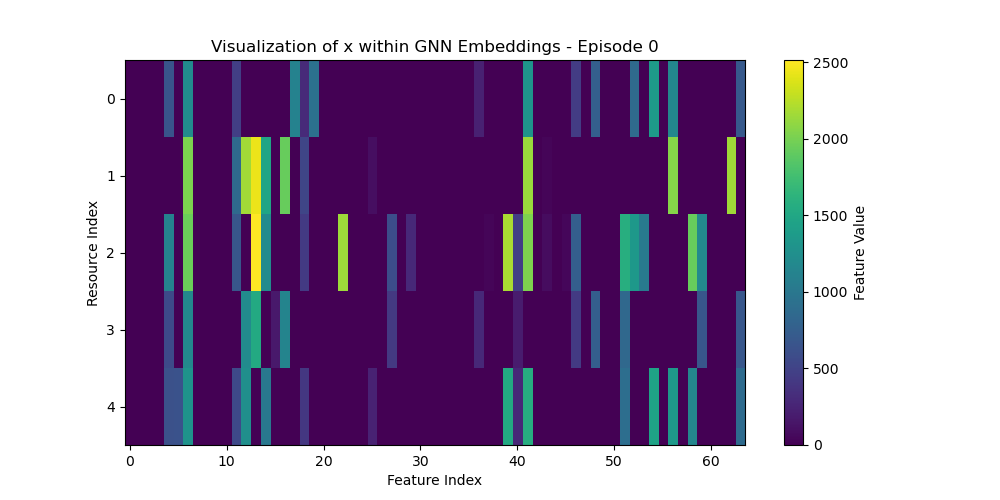 Visualization of x within GNN Embeddings - Episode 0
Resource Index
0
1
2
3
4
0 10 20 30 40 50 60
Feature Index
2500
2000
1500
1000
500
0
Feature Value